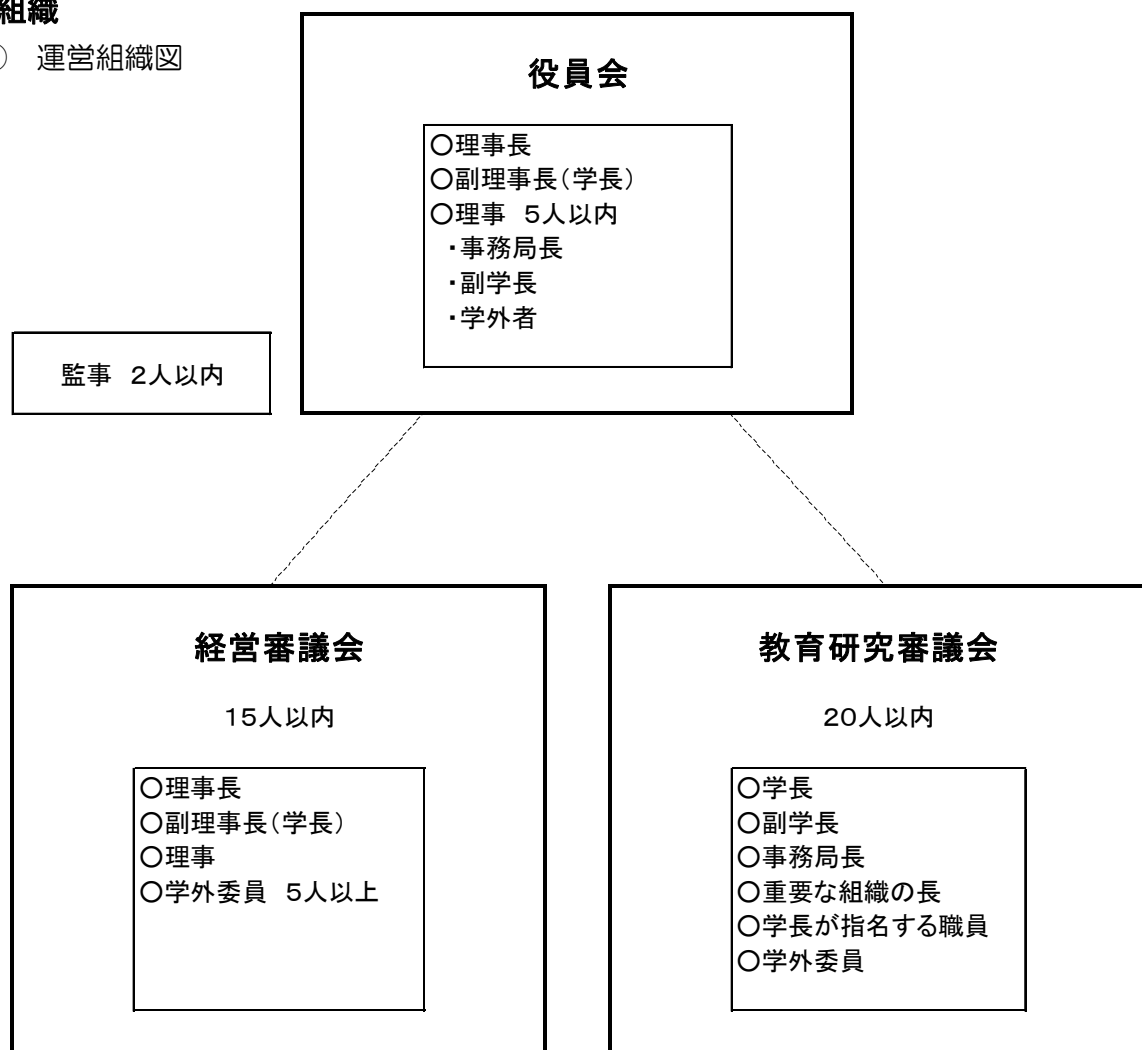 組織
運営組織図
役員会
○理事長
○副理事長(学長)
○理事 5人以内
・事務局長
・副学長
・学外者
監事 2人以内
経営審議会
15人以内
○理事長
○副理事長(学長)
○理事
○学外委員 5人以上
教育研究審議会
20人以内
○学長
○副学長
○事務局長
○重要な組織の長
○学長が指名する職員
○学外委員